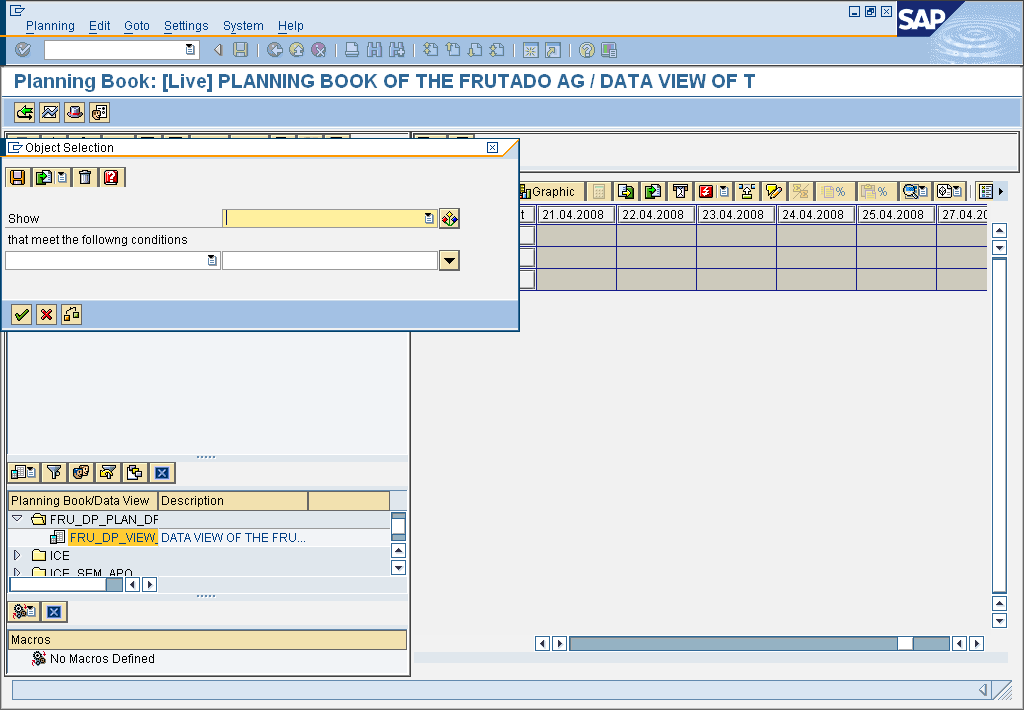 Planning Edit Goto Settings System Help
SAP
Planning Book: [Live] PLANNING BOOK OF THE FRUTADO AG / DATA VIEW OF T
Object Selection
Graphic
% %
Show
t 21.04.2008 22.04.2008 23.04.2008 24.04.2008 25.04.2008 27.04.20
that meet the followng conditions
Planning Book/Data View Description
FRU_DP_PLAN_DP
FRU_DP_VIEW_ DATA VIEW OF THE FRU...
ICE
ICE_SEM_APO
Macros
No Macros Defined